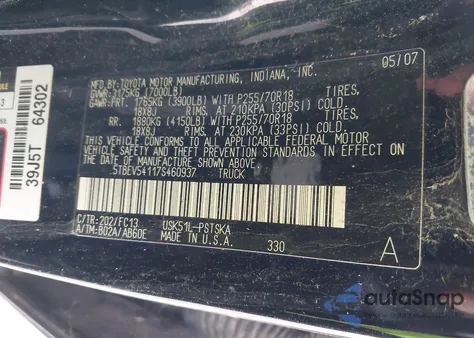 MFD. BY: TOYOTA MOTOR MANUFACTURING, INDIANA, INC. 05/07
GVWR: 3175KG (7000LB)
GAWR: FRT. 1765KG (3900LB) WITH P255/70R18 TIRES,
18X8J RIMS, AT 210KPA (30PSI) COLD
RR. 1880KG (4150LB) WITH P255/70R18 TIRES,
18X8J RIMS, AT 230KPA (33PSI) COLD
THIS VEHICLE CONFORMS TO ALL APPLICABLE FEDERAL MOTOR
VEHICLE SAFETY AND THEFT PREVENTION STANDARDS IN EFFECT
ON THE DATE OF MANUFACTURE SHOWN ABOVE.
5TBEV54117S460937 TRUCK
C/TR: 202/FC13 USK51L-PSTSKA
A/TM: B02A/AB60E MADE IN U.S.A. 330 A
39J5T 64302
autoSnap